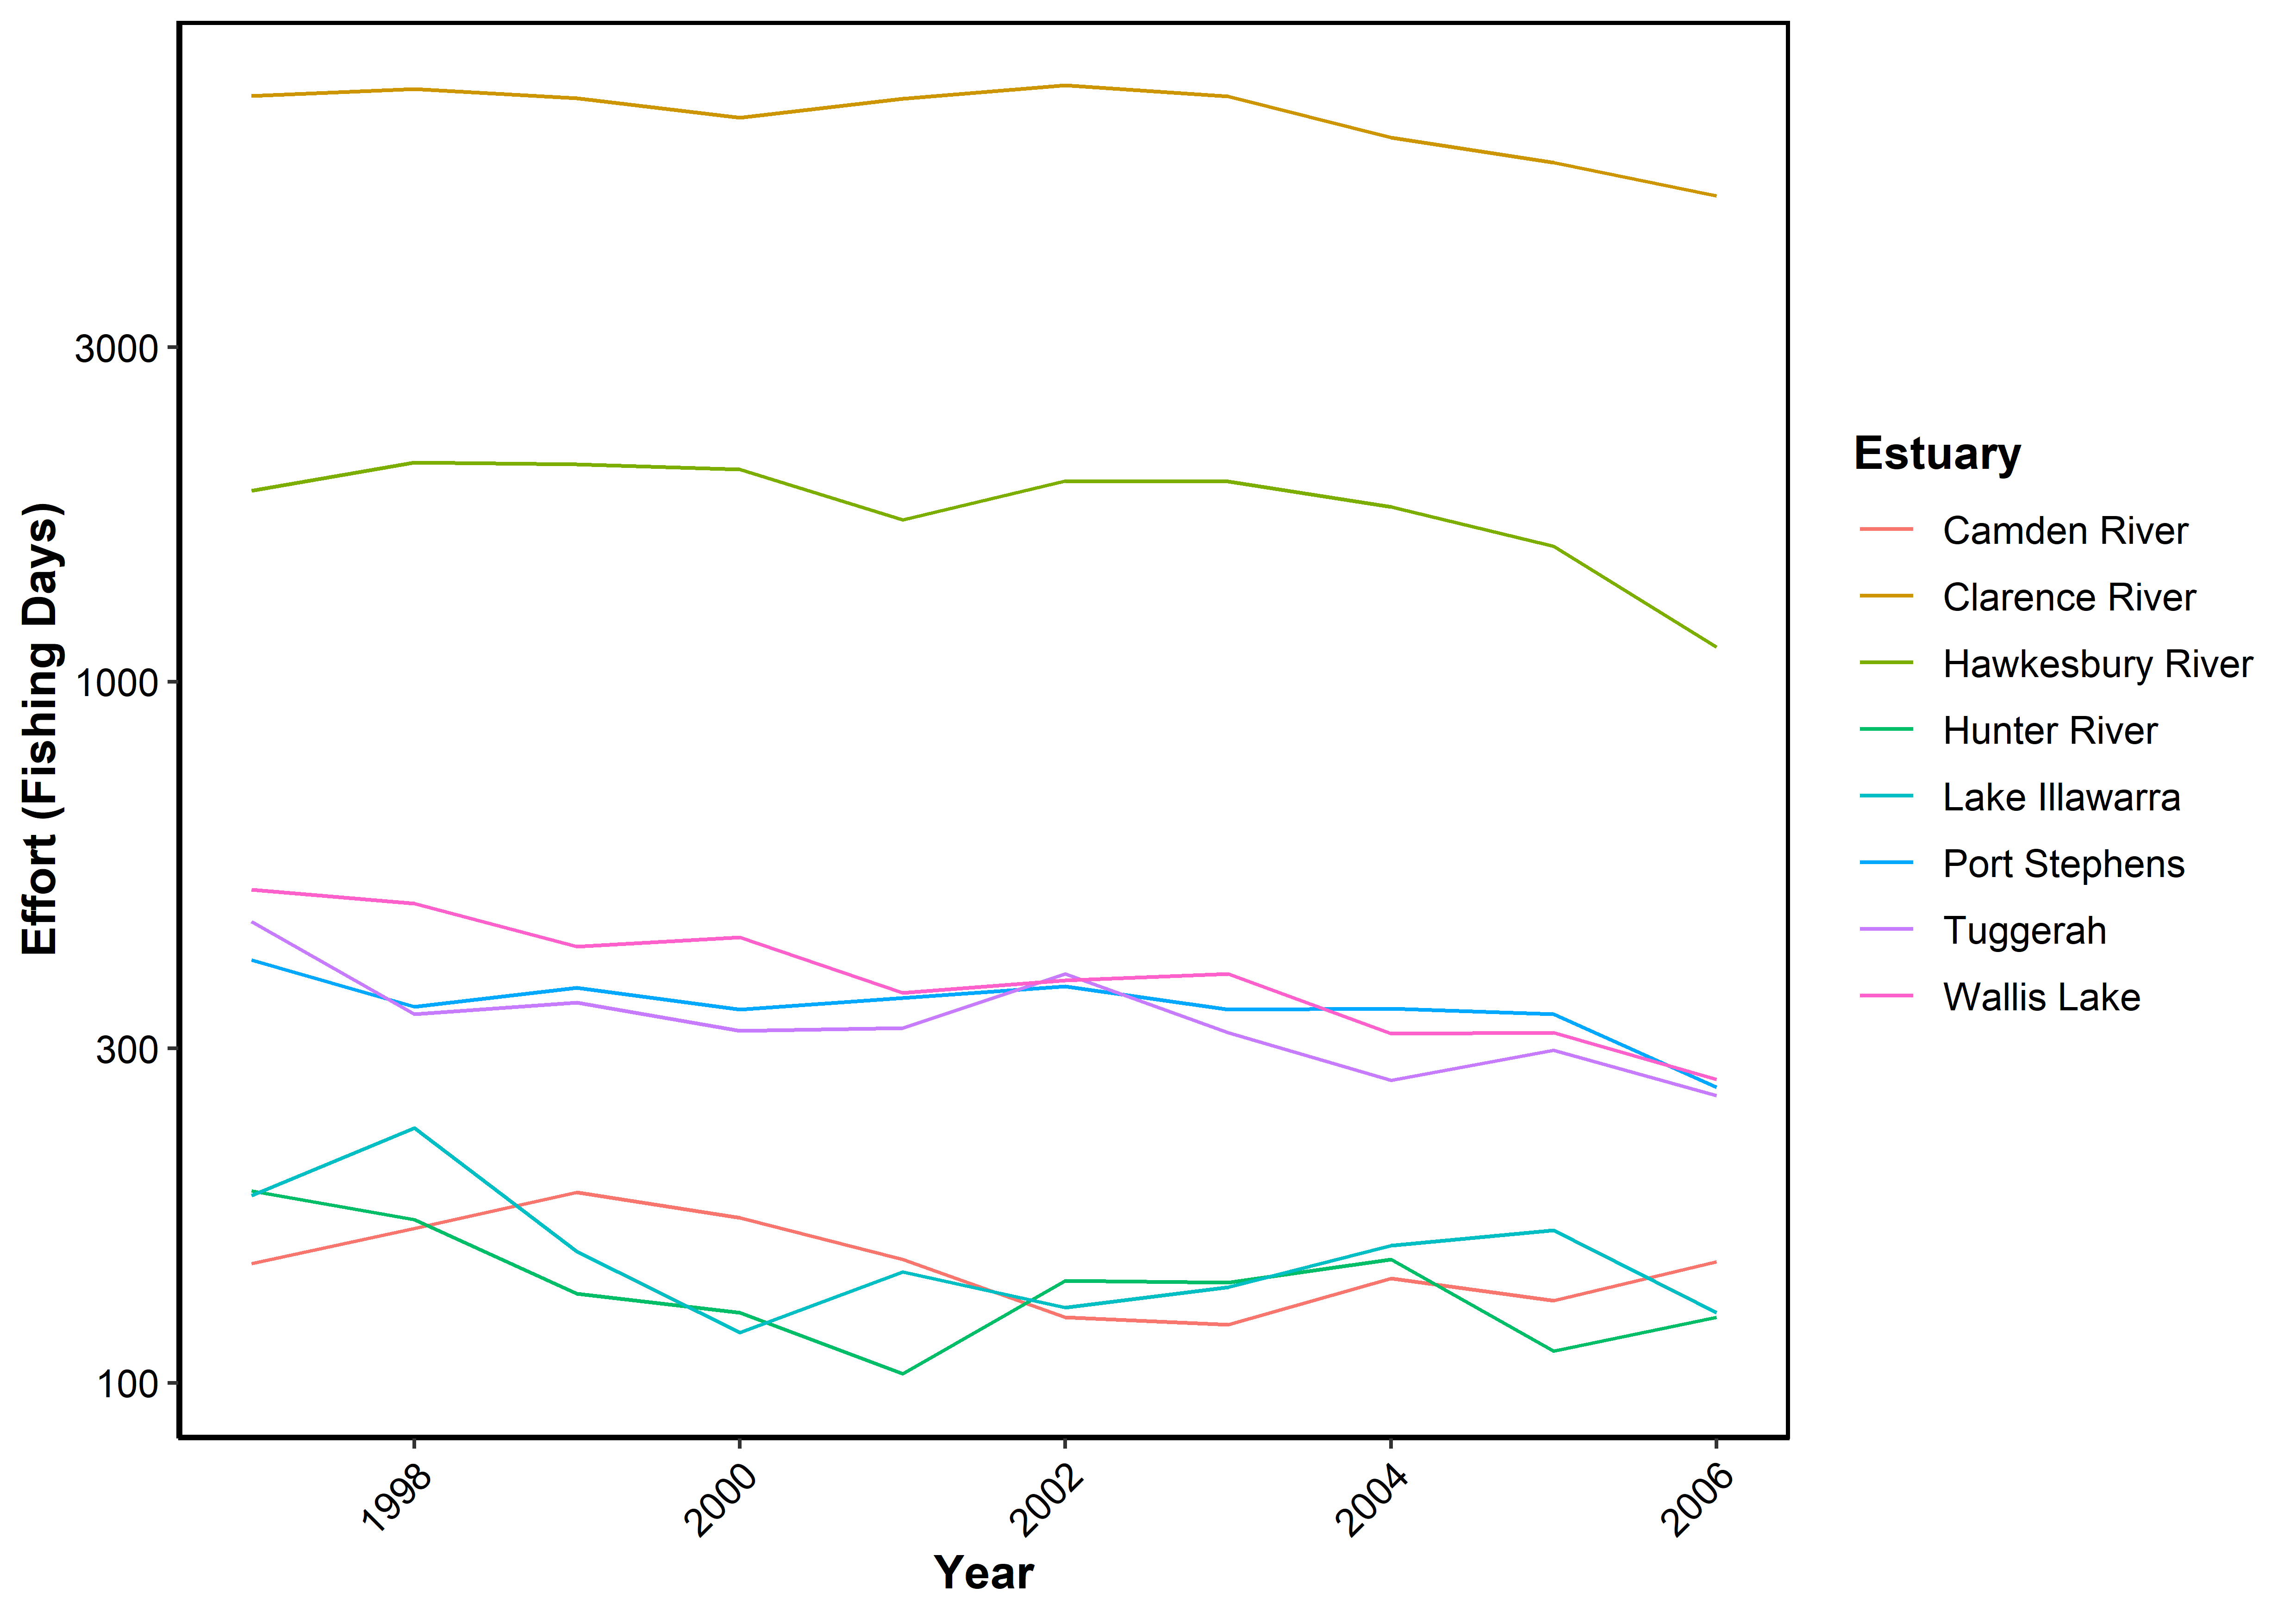 Effort (Fishing Days)
3000
1000
300
100
1998
2000
2002
2004
2006
Year
Estuary
Camden River
Clarence River
Hawkesbury River
Hunter River
Lake Illawarra
Port Stephens
Tuggerah
Wallis Lake